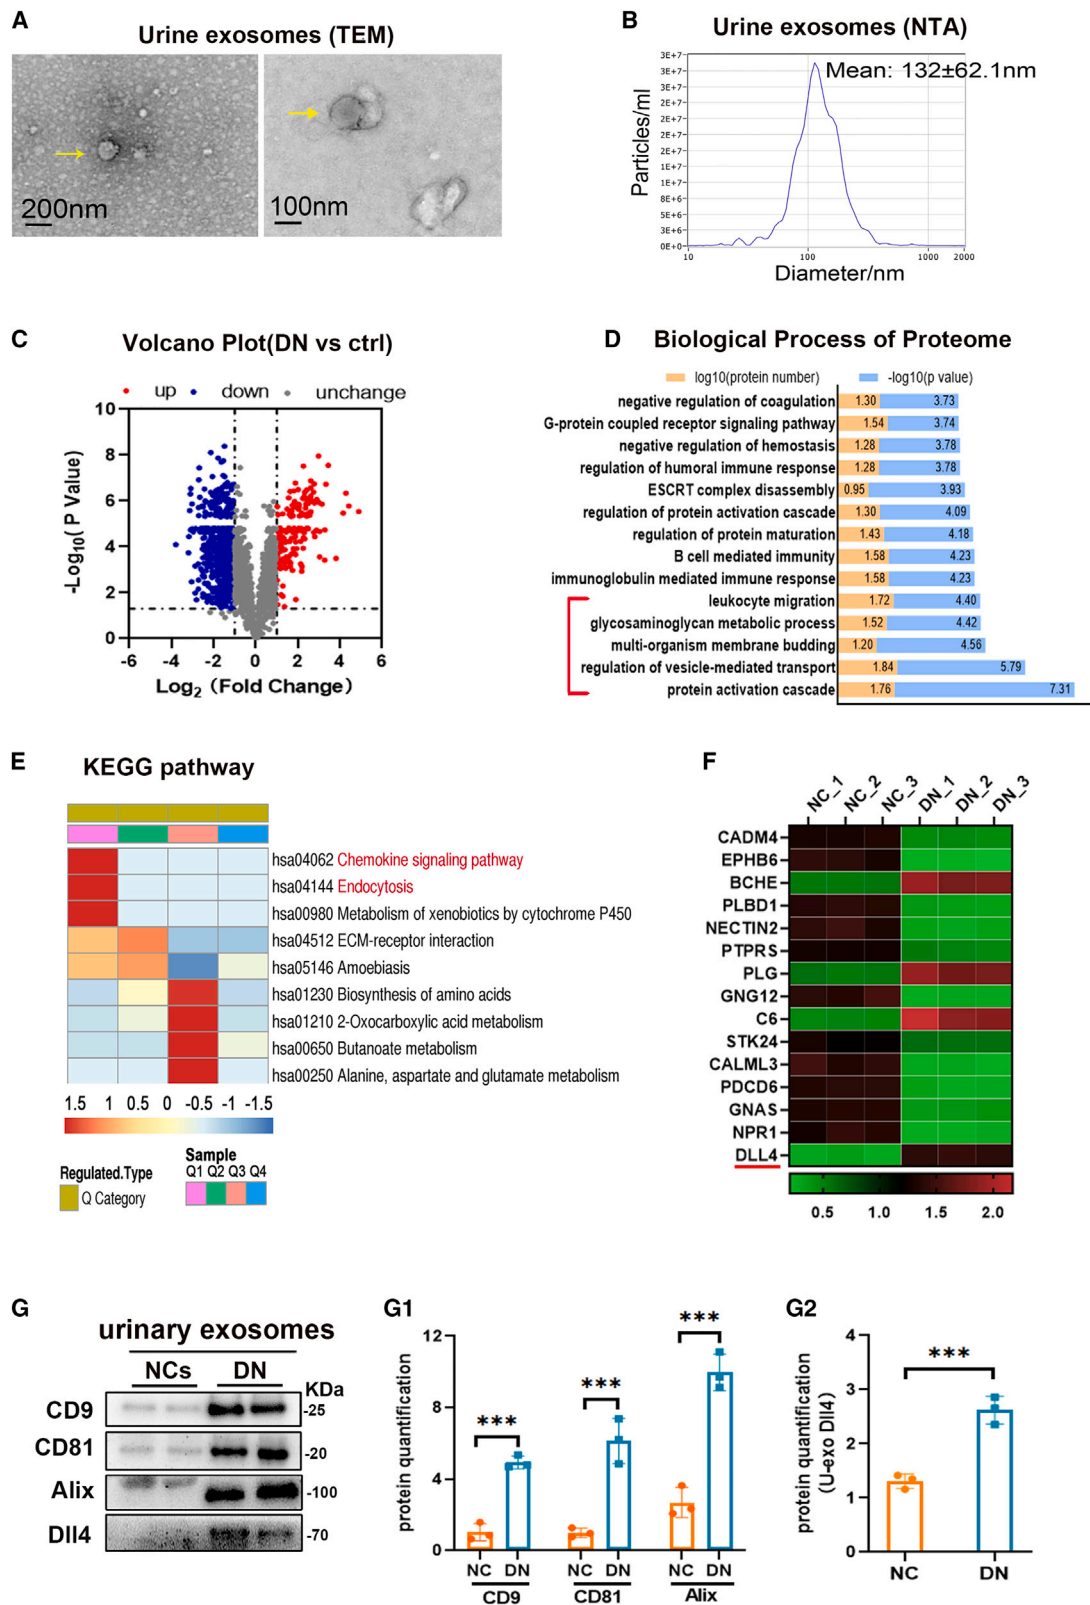 A
Urine exosomes (TEM)
200nm
100nm
B
Urine exosomes (NTA)
Mean: 132±62.1nm
Particles/ml
3E+7
3E+7
3E+7
2E+7
2E+7
2E+7
2E+7
1E+7
1E+7
1E+7
8E+6
5E+6
0E+0
10 100 1000 2000
Diameter/nm
C
Volcano Plot(DN vs ctrl)
up down unchange
-Log10( P Value)
10
8
6
4
2
0
-6 -4 -2 0 2 4 6
Log2 (Fold Change)
D
Biological Process of Proteome
log10(protein number) -log10(p value)
negative regulation of coagulation 1.30 3.73
G-protein coupled receptor signaling pathway 1.54 3.74
negative regulation of hemostasis 1.28 3.78
regulation of humoral immune response 1.28 3.78
ESCRT complex disassembly 0.95 3.93
regulation of protein activation cascade 1.30 4.09
regulation of protein maturation 1.43 4.18
B cell mediated immunity 1.58 4.23
immunoglobulin mediated immune response 1.58 4.23
leukocyte migration 1.72 4.40
glycosaminoglycan metabolic process 1.52 4.42
multi-organism membrane budding 1.20 4.56
regulation of vesicle-mediated transport 1.84 5.79
protein activation cascade 1.76 7.31
E
KEGG pathway
hsa04062 Chemokine signaling pathway
hsa04144 Endocytosis
hsa00980 Metabolism of xenobiotics by cytochrome P450
hsa04512 ECM-receptor interaction
hsa05146 Amoebiasis
hsa01230 Biosynthesis of amino acids
hsa01210 2-Oxocarboxylic acid metabolism
hsa00650 Butanoate metabolism
hsa00250 Alanine, aspartate and glutamate metabolism
1.5 1 0.5 0 -0.5 -1 -1.5
Regulated.Type
Q Category
Sample
Q1 Q2 Q3 Q4
F
NC_1 NC_2 NC_3 DN_1 DN_2 DN_3
CADM4
EPHB6
BCHE
PLBD1
NECTIN2
PTPRS
PLG
GNG12
C6
STK24
CALML3
PDCD6
GNAS
NPR1
DLL4
0.5 1.0 1.5 2.0
G
urinary exosomes
NCs DN
KDa
CD9 -25
CD81 -20
Alix -100
Dll4 -70
G1
protein quantification
12
8
4
0
***
***
***
NC DN NC DN NC DN
CD9 CD81 Alix
G2
protein quantification
(U-exo Dll4)
4
3
2
1
0
***
NC DN